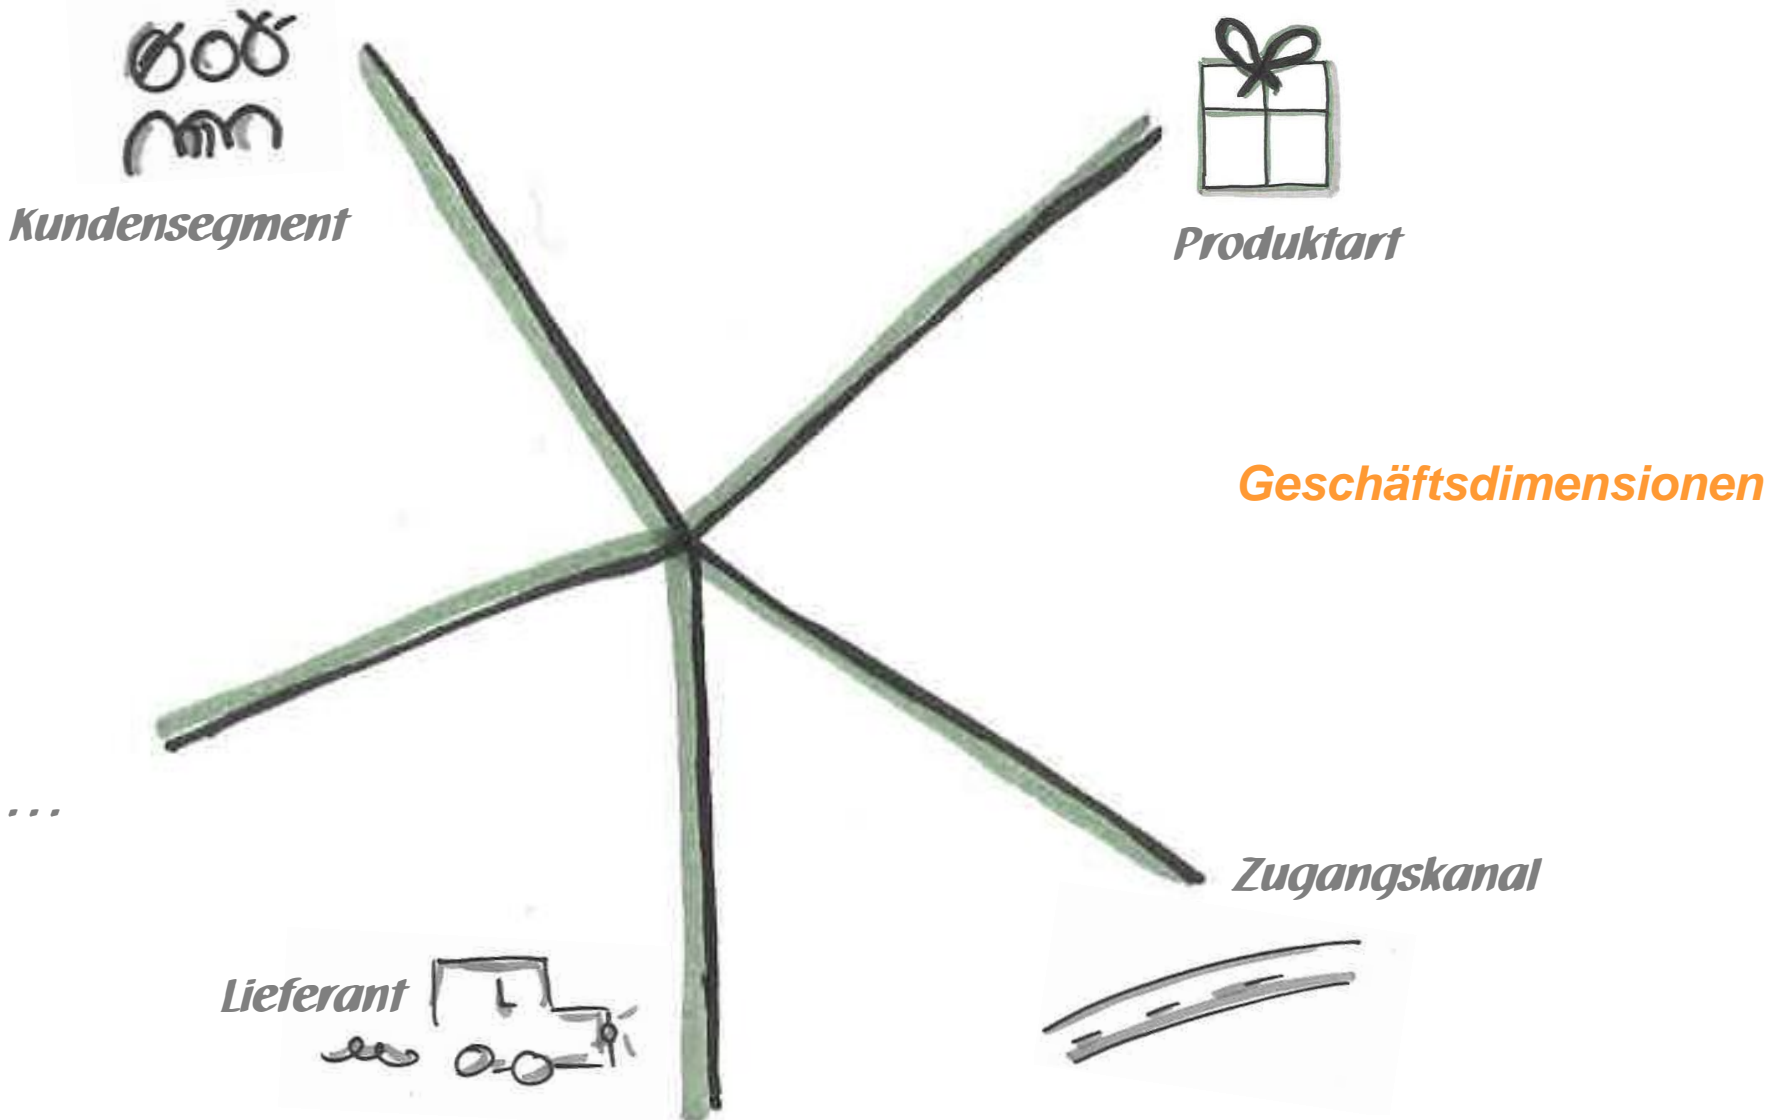 Kundensegment
Produktart
Geschäftsdimensionen
...
Zugangskanal
Lieferant